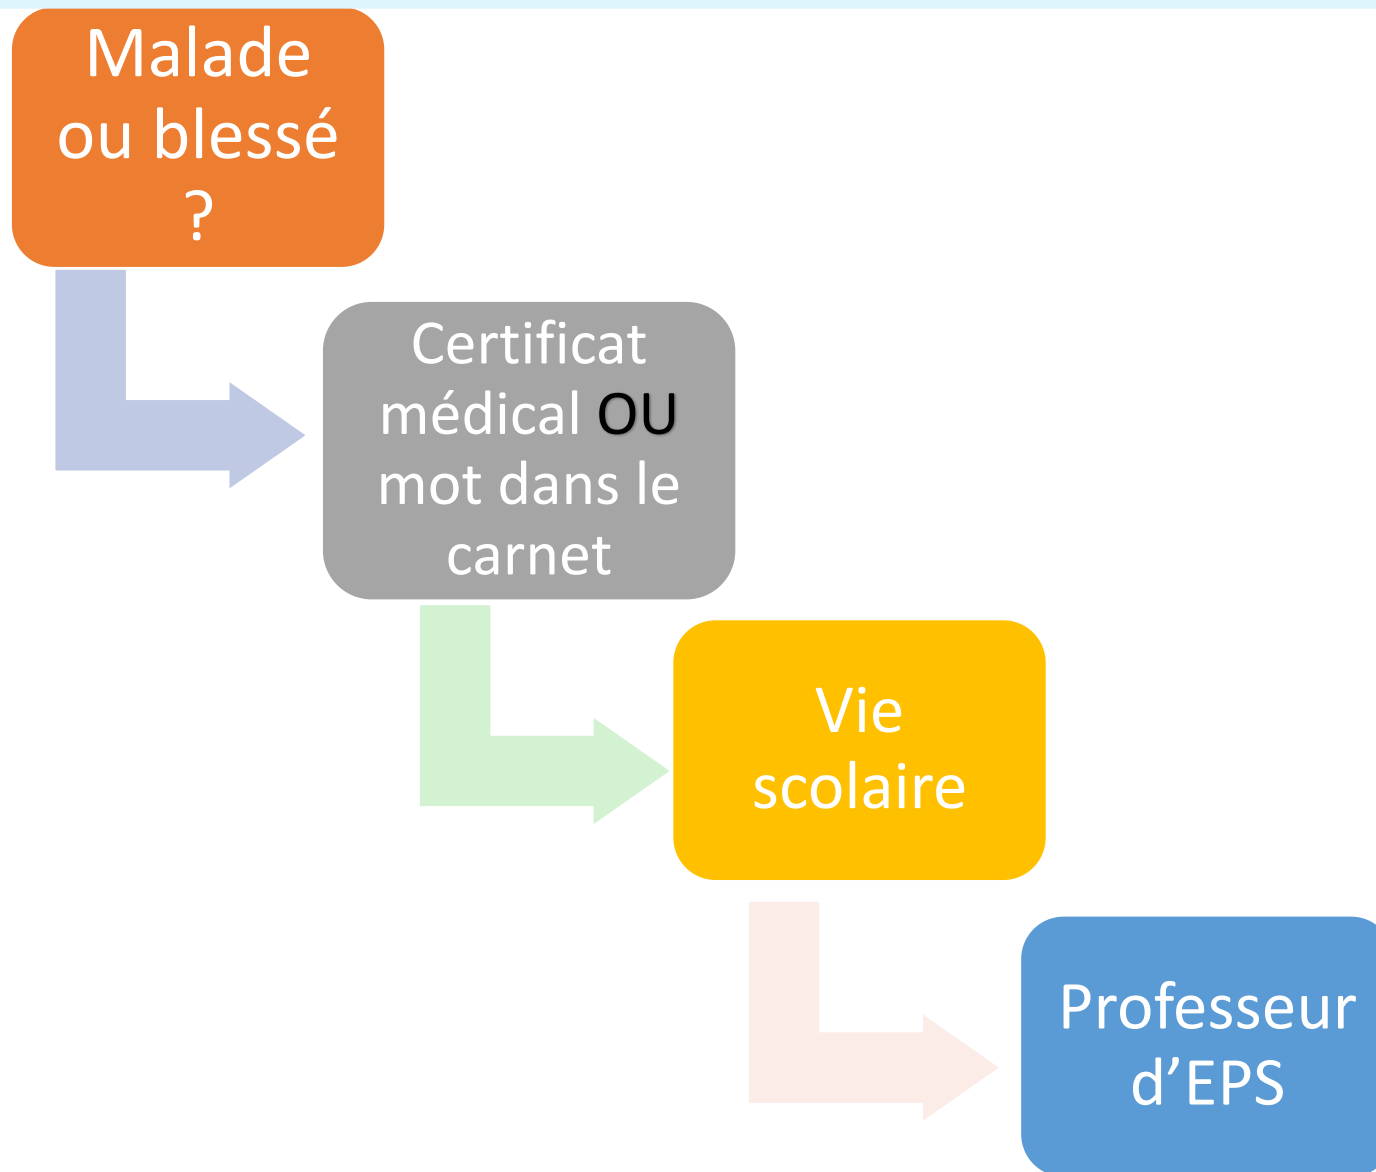 Malade
ou blessé
?
Certificat
médical OU
mot dans le
carnet
Vie
scolaire
Professeur
d’EPS